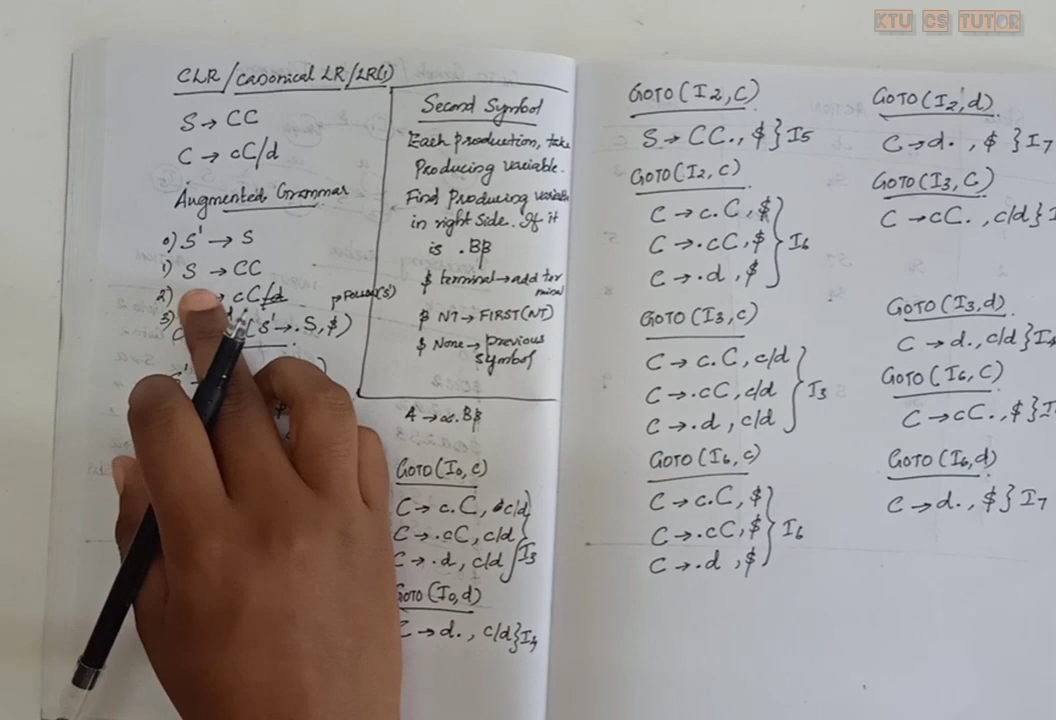 KTU CS TUTOR
CLR/canonical LR/LR(1)
S → CC
C → cC/d
Augmented Grammar
0) S' → S
1) S → CC
2) → cC/d
3)
S' → .S, $)
Second Symbol
Each production, take
Producing variable.
Find Producing variable
in right side. If it
is .Bβ
β terminal → add terminal
β NT → FIRST(NT)
β None → previous
symbol
A → α.Bβ
GOTO(I0,c)
C → c.C, c/d
C → .cC, c/d
C → .d, c/d } I3
GOTO(I0,d)
C → d., c/d } I4
GOTO(I2,C)
S → CC., $ } I5
GOTO(I2,c)
C → c.C, $
C → .cC, $ } I6
C → .d, $
GOTO(I3,c)
C → c.C, c/d
C → .cC, c/d } I3
C → .d, c/d
GOTO(I6,c)
C → c.C, $
C → .cC, $ } I6
C → .d, $
GOTO(I2,d)
C → d., $ } I7
GOTO(I3,C)
C → cC., c/d }
GOTO(I3,d)
C → d., c/d } I4
GOTO(I6,C)
C → cC., $ }
GOTO(I6,d)
C → d., $ } I7